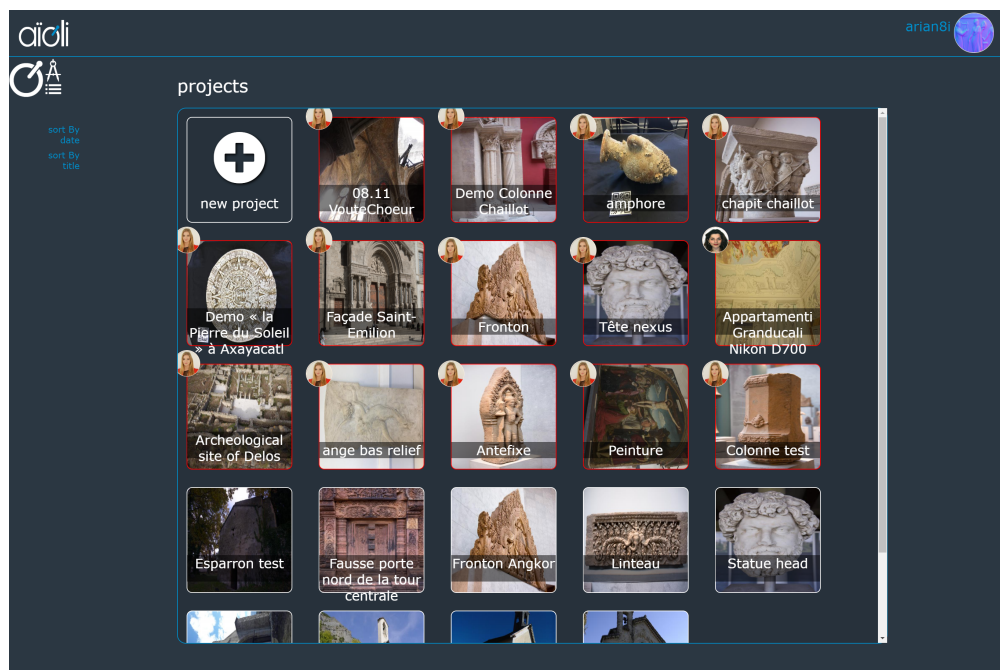 aïoli
arian8i
sort By
date
sort By
title
projects
new project
08.11
VouteChoeur
Demo Colonne
Chaillot
amphore
chapit chaillot
Demo « la
Pierre du Soleil
» à Axayacatl
Façade Saint-
Emilion
Fronton
Tête nexus
Appartamenti
Granducali
Nikon D700
Archeological
site of Delos
ange bas relief
Antefixe
Peinture
Colonne test
Esparron test
Fausse porte
nord de la tour
centrale
Fronton Angkor
Linteau
Statue head